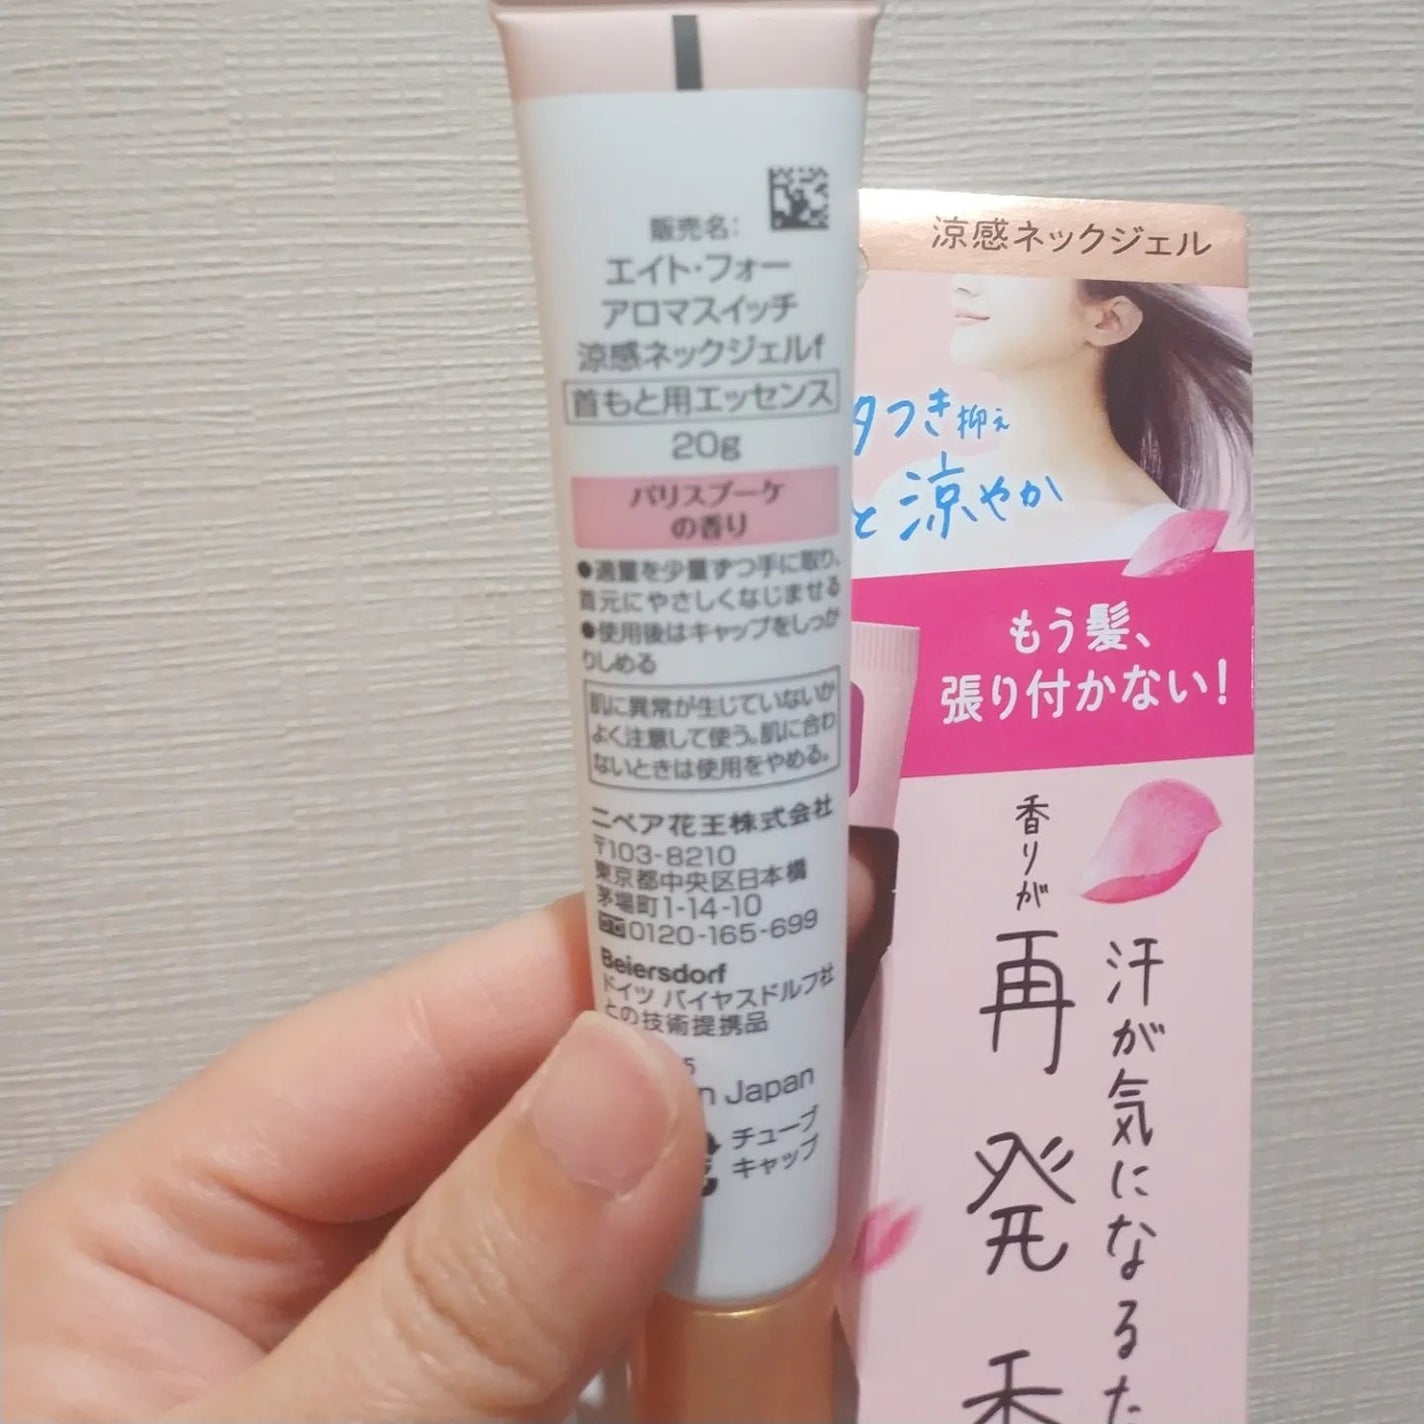 販売名:
エイト・フォー
アロマスイッチ
涼感ネックジェルf
首もと用エッセンス
20g
パリスブーケ
の香り
●適量を少量ずつ手に取り、
首元にやさしくなじませる
●使用後はキャップをしっか
りしめる
肌に異常が生じていないか
よく注意して使う。肌に合わ
ないときは使用をやめる。
ニベア花王株式会社
〒103-8210
東京都中央区日本橋
茅場町1-14-10
0120-165-699
Beiersdorf
ドイツ バイヤスドルフ社
との技術提携品
5
n Japan
チューブ
キャップ
涼感ネックジェル
タつき抑え
と涼やか
もう髪、
張り付かない!
汗が気になるた
香りが
再発香